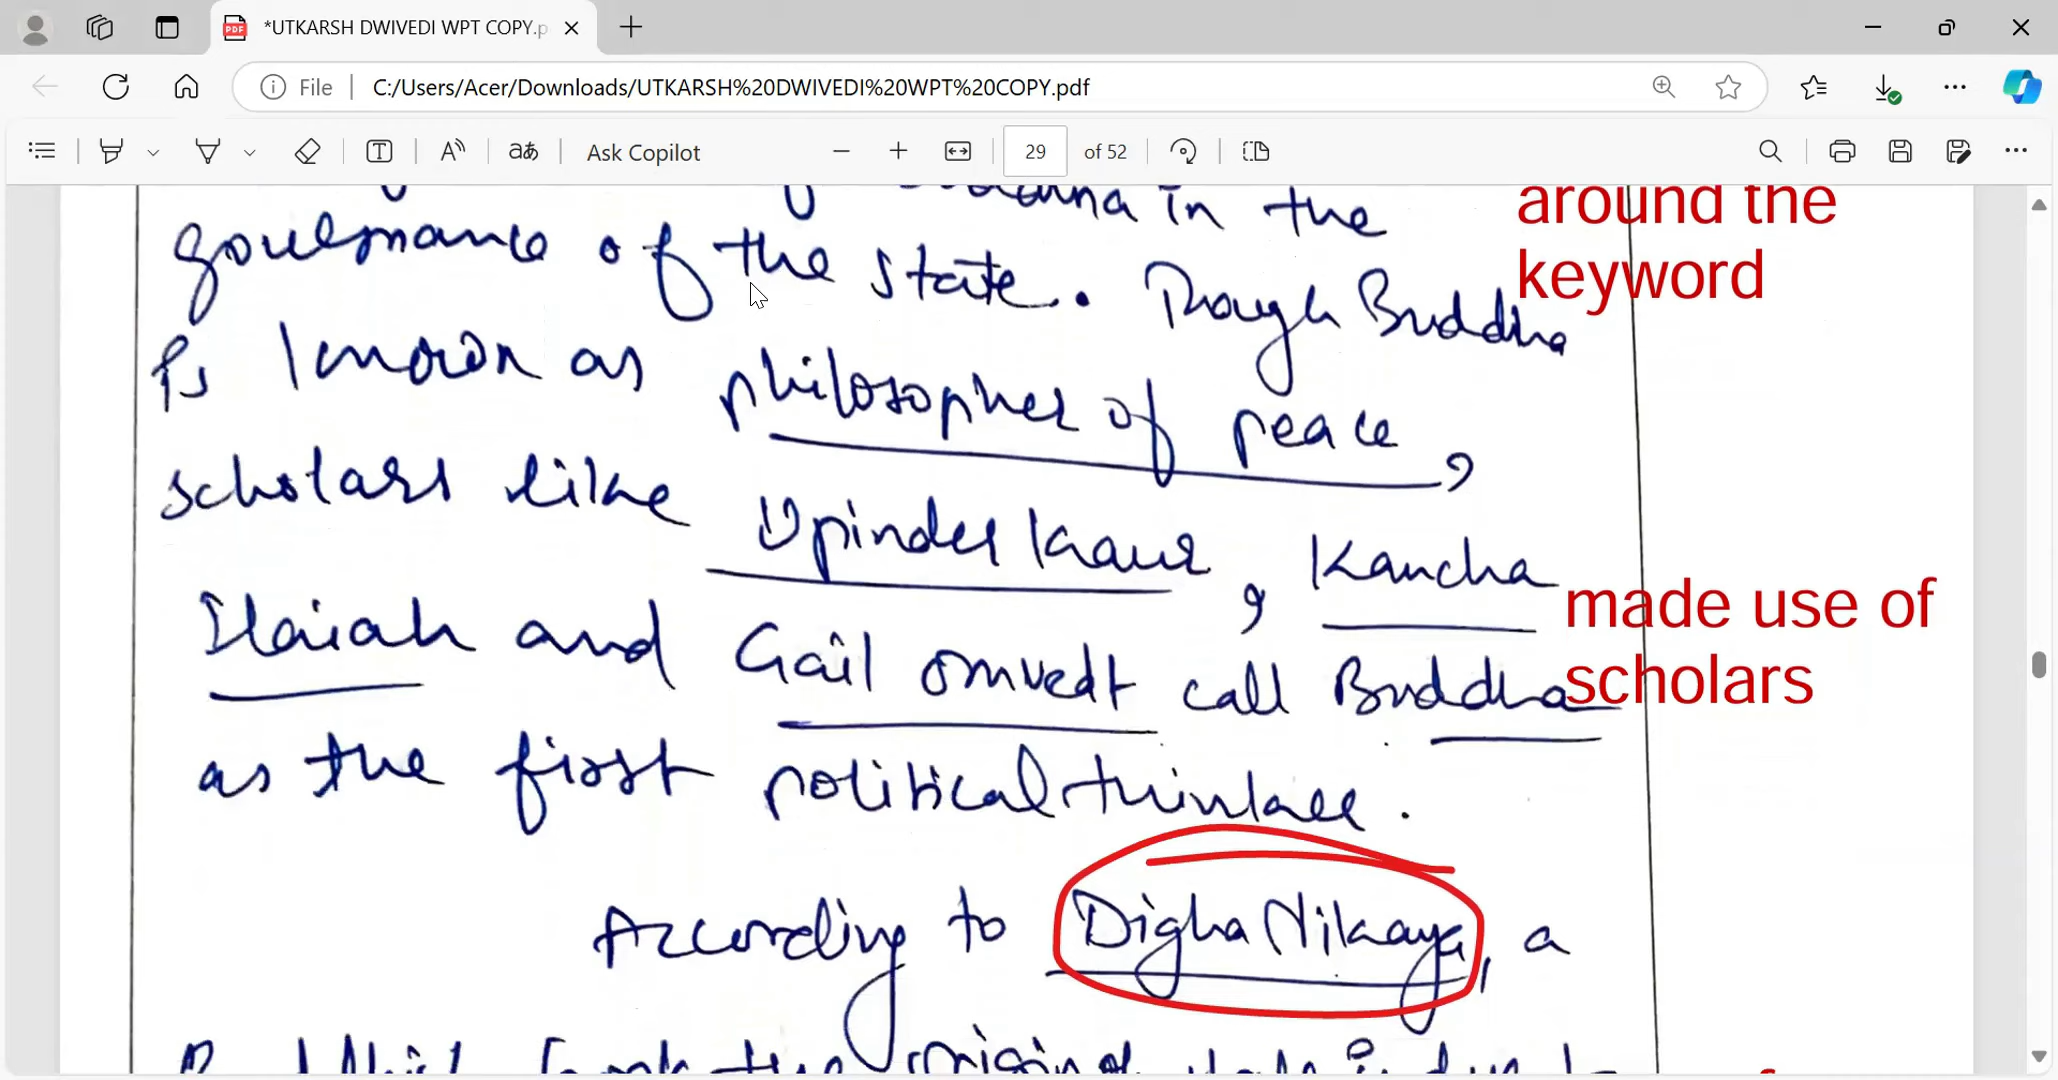 *UTKARSH DWIVEDI WPT COPY.p
File C:/Users/Acer/Downloads/UTKARSH%20DWIVEDI%20WPT%20COPY.pdf
Ask Copilot 29 of 52
in the
around the
governance of the state. Though Buddha
keyword
is known as philosopher of peace,
scholars like Upinder Kaur, Kancha
made use of
Ilaiah and Gail omvedt call Buddha
scholars
as the first political thinker.
According to Digha Nikaya, a